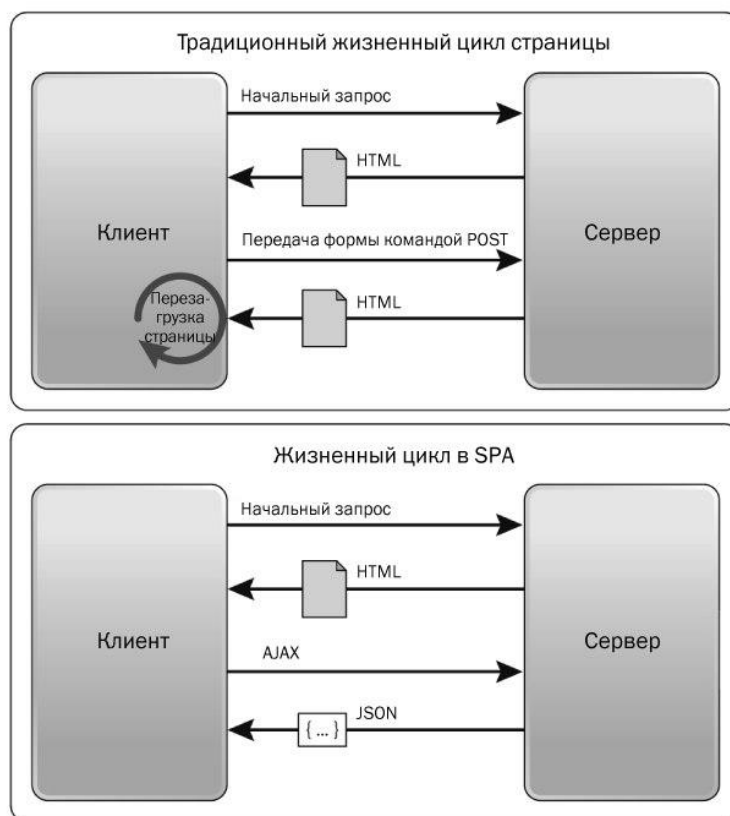 Традиционный жизненный цикл страницы
Начальный запрос
HTML
Клиент
Передача формы командой POST
Сервер
Переза-
грузка
страницы
HTML
Жизненный цикл в SPA
Начальный запрос
HTML
Клиент
AJAX
Сервер
{ ... }
JSON